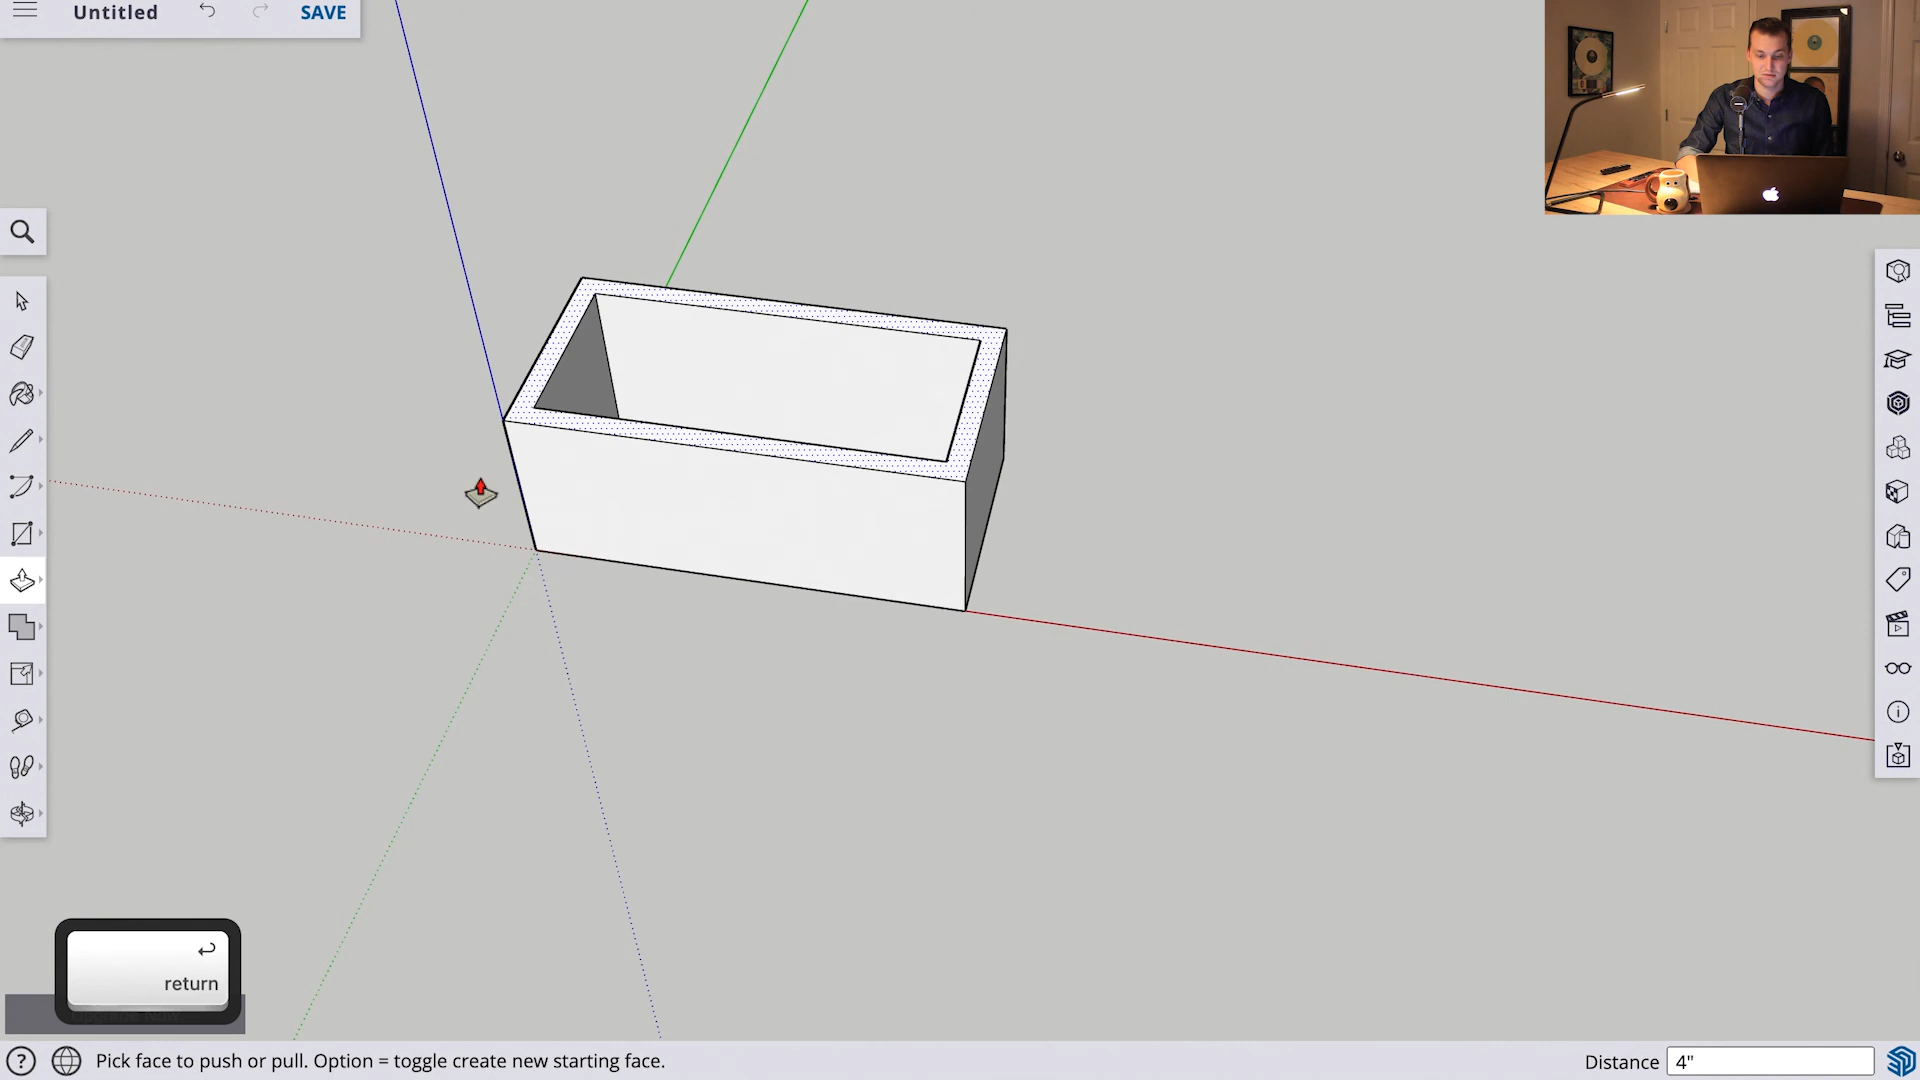 Untitled
SAVE
return
Pick face to push or pull. Option = toggle create new starting face.
Distance 4"